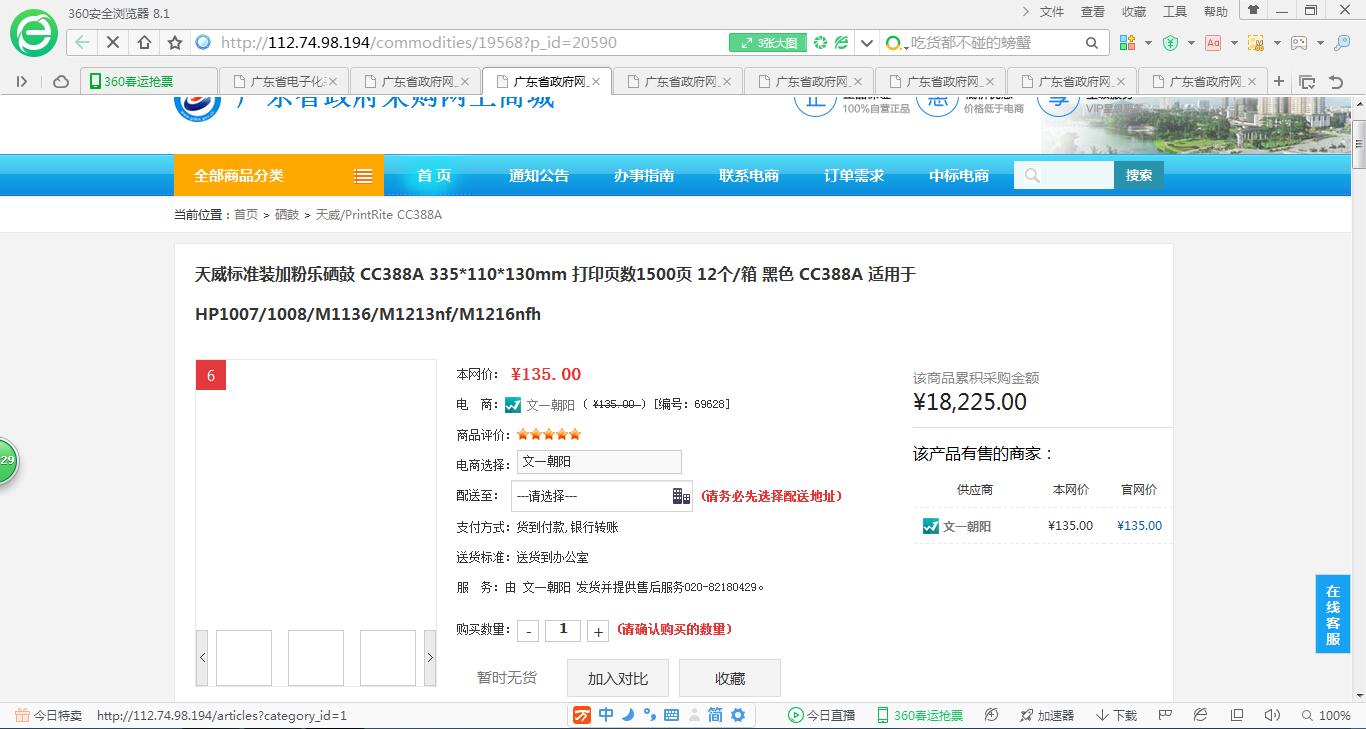 360安全浏览器 8.1
文件 查看 收藏 工具 帮助
http://112.74.98.194/commodities/19568?p_id=20590
3张大图
吃货都不碰的螃蟹
360春运抢票
广东省电子化
广东省政府网
广东省政府网
广东省政府网
广东省政府网
广东省政府网
广东省政府网
广东省政府网
广东省政府采购网上商城
100%自营正品
价格低于电商
全部商品分类 首 页 通知公告 办事指南 联系电商 订单需求 中标电商 搜索
当前位置：首页 > 硒鼓 > 天威/PrintRite CC388A
天威标准装加粉乐硒鼓 CC388A 335*110*130mm 打印页数1500页 12个/箱 黑色 CC388A 适用于
HP1007/1008/M1136/M1213nf/M1216nfh
6
本网价： ¥135.00
电 商： 文一朝阳 （ ¥135.00 ）[编号：69628]
商品评价：
电商选择： 文一朝阳
配送至： ---请选择--- (请务必先选择配送地址)
支付方式：货到付款,银行转账
送货标准：送货到办公室
服 务：由 文一朝阳 发货并提供售后服务020-82180429。
购买数量： - 1 + (请确认购买的数量)
暂时无货 加入对比 收藏
该商品累积采购金额
¥18,225.00
该产品有售的商家：
供应商 本网价 官网价
文一朝阳 ¥135.00 ¥135.00
在线客服
29
今日特卖 http://112.74.98.194/articles?category_id=1
中 简
今日直播 360春运抢票 加速器 下载 100%